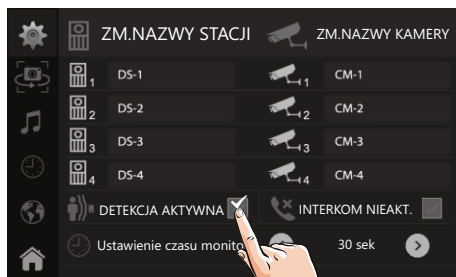 ZM.NAZWY STACJI ZM.NAZWY KAMERY
1 DS-1 1 CM-1
2 DS-2 2 CM-2
3 DS-3 3 CM-3
4 DS-4 4 CM-4
DETEKCJA AKTYWNA INTERKOM NIEAKT.
Ustawienie czasu 30 sek